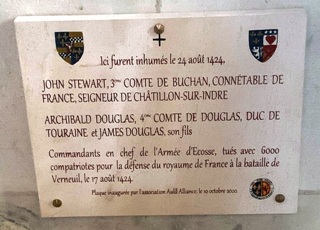 Ici furent inhumés le 24 août 1424,
JOHN STEWART, 3ème COMTE DE BUCHAN, CONNÉTABLE DE
FRANCE, SEIGNEUR DE CHÂTILLON-SUR-INDRE
ARCHIBALD DOUGLAS, 4ème COMTE DE DOUGLAS, DUC DE
TOURAINE et JAMES DOUGLAS, son fils
Commandants en chef de l'Armée d'Ecosse, tués avec 6000
compatriotes pour la défense du royaume de France à la bataille de
Verneuil, le 17 août 1424.
Plaque inaugurée par l'association Auld Alliance, le 10 octobre